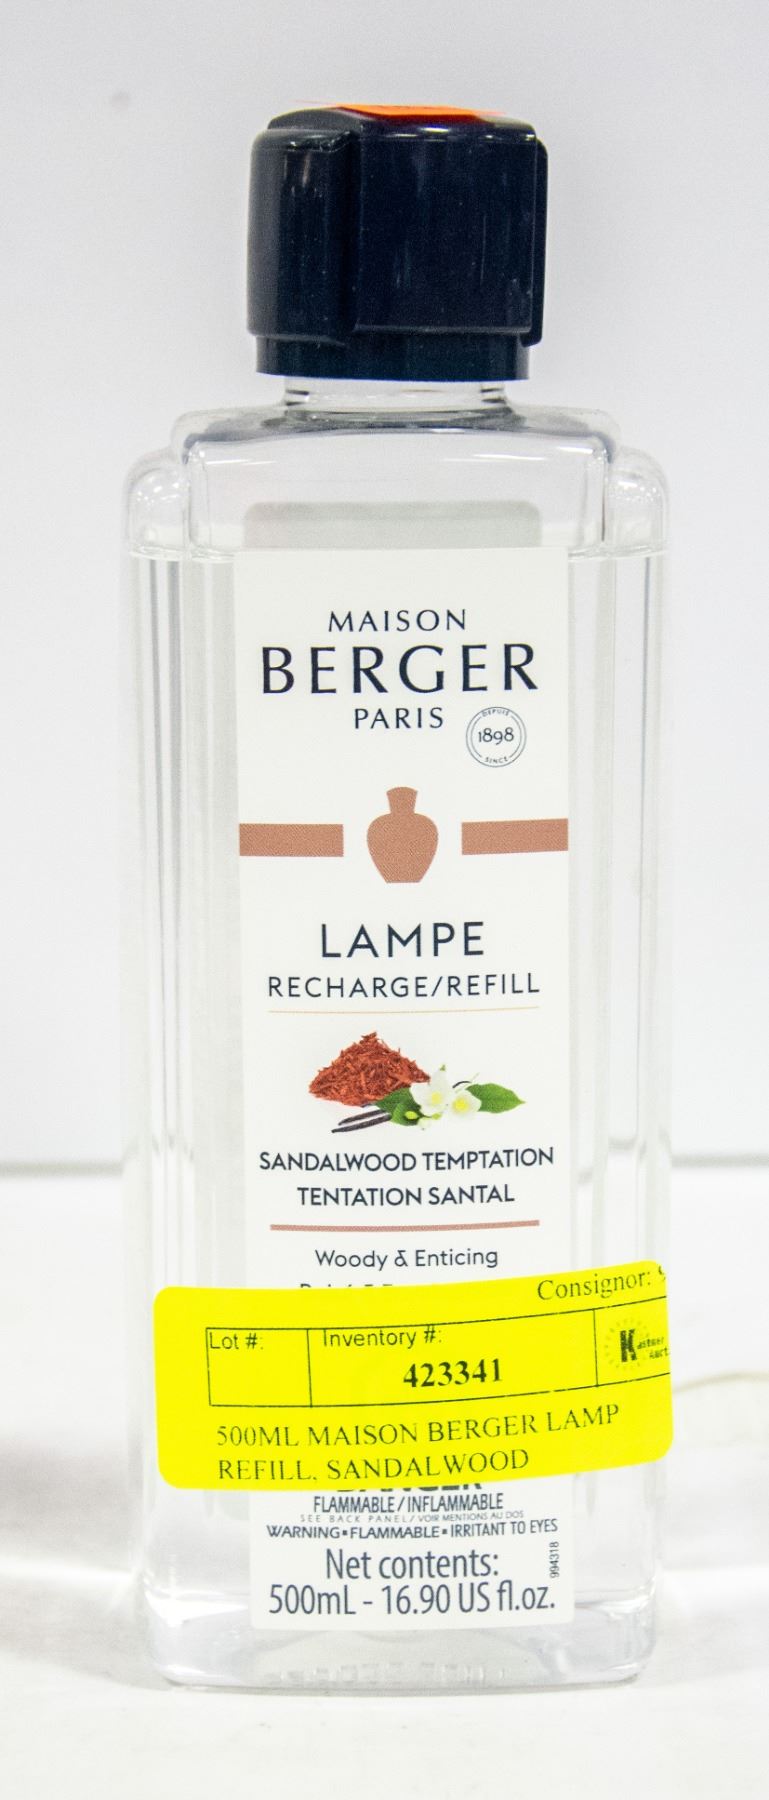 MAISON
BERGER
PARIS
DEPUIS
1898
SINCE
LAMPE
RECHARGE/REFILL
SANDALWOOD TEMPTATION
TENTATION SANTAL
Woody & Enticing
Consignor:
Lot #:
Inventory #:
423341
500ML MAISON BERGER LAMP
REFILL, SANDALWOOD
DANGER
FLAMMABLE/INFLAMMABLE
SEE BACK PANEL/VOIR MENTIONS AU DOS
WARNING▪FLAMMABLE▪IRRITANT TO EYES
994318
Net contents:
500mL - 16.90 US fl.oz.